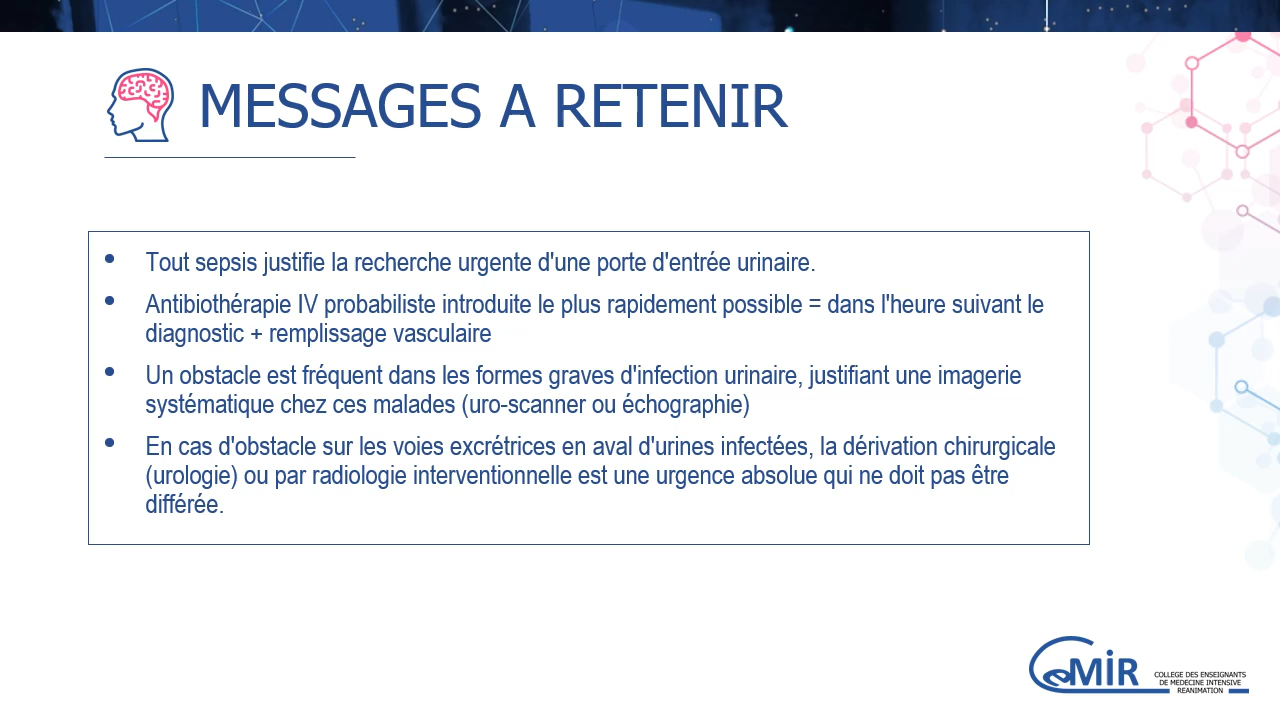 MESSAGES A RETENIR
• Tout sepsis justifie la recherche urgente d'une porte d'entrée urinaire.
• Antibiothérapie IV probabiliste introduite le plus rapidement possible = dans l'heure suivant le
diagnostic + remplissage vasculaire
• Un obstacle est fréquent dans les formes graves d'infection urinaire, justifiant une imagerie
systématique chez ces malades (uro-scanner ou échographie)
• En cas d'obstacle sur les voies excrétrices en aval d'urines infectées, la dérivation chirurgicale
(urologie) ou par radiologie interventionnelle est une urgence absolue qui ne doit pas être
différée.
CeMIR
COLLEGE DES ENSEIGNANTS
DE MEDECINE INTENSIVE
REANIMATION